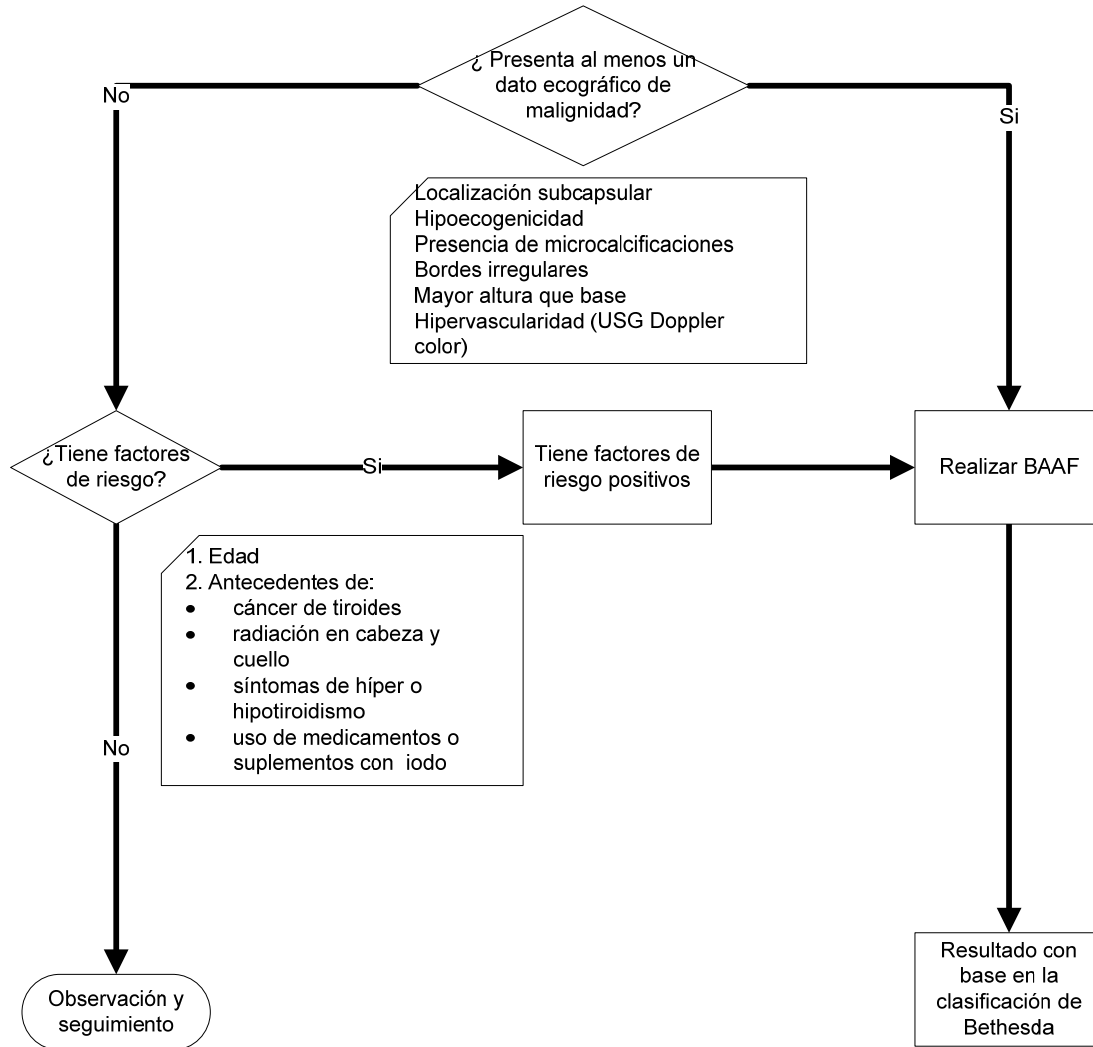 ¿ Presenta al menos un
dato ecográfico de
malignidad?
No
Si
Localización subcapsular
Hipoecogenicidad
Presencia de microcalcificaciones
Bordes irregulares
Mayor altura que base
Hipervascularidad (USG Doppler
color)
¿Tiene factores
de riesgo?
Si
Tiene factores de
riesgo positivos
Realizar BAAF
1. Edad
2. Antecedentes de:
• cáncer de tiroides
• radiación en cabeza y
cuello
• síntomas de híper o
hipotiroidismo
• uso de medicamentos o
suplementos con iodo
No
Observación y
seguimiento
Resultado con
base en la
clasificación de
Bethesda